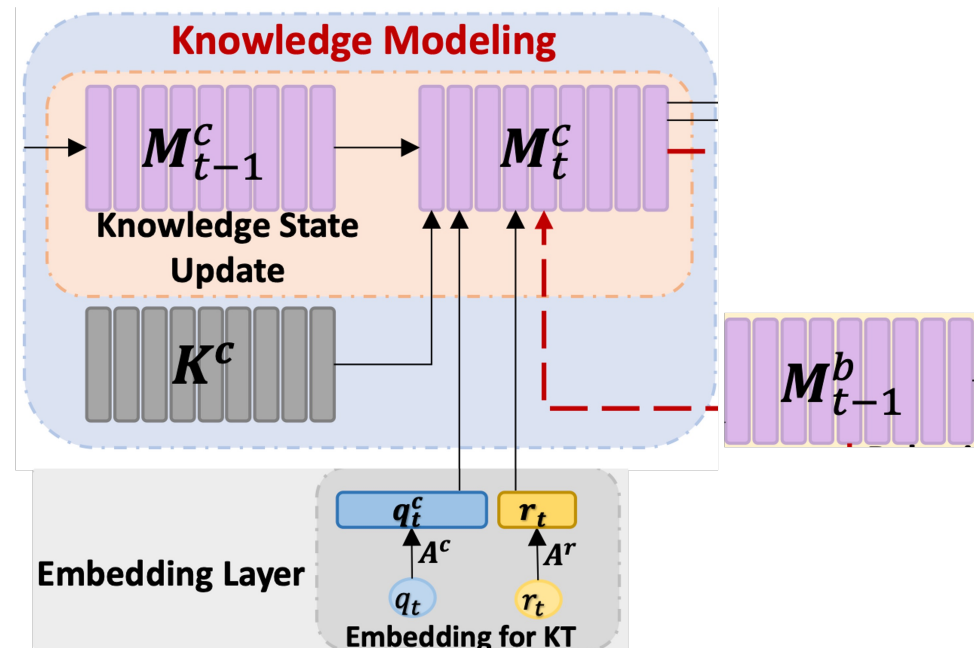 Knowledge Modeling
M^c_{t-1}
M^c_t
Knowledge State
Update
K^c
M^b_{t-1}
q^c_t
r_t
A^c
A^r
Embedding Layer
q_t
r_t
Embedding for KT